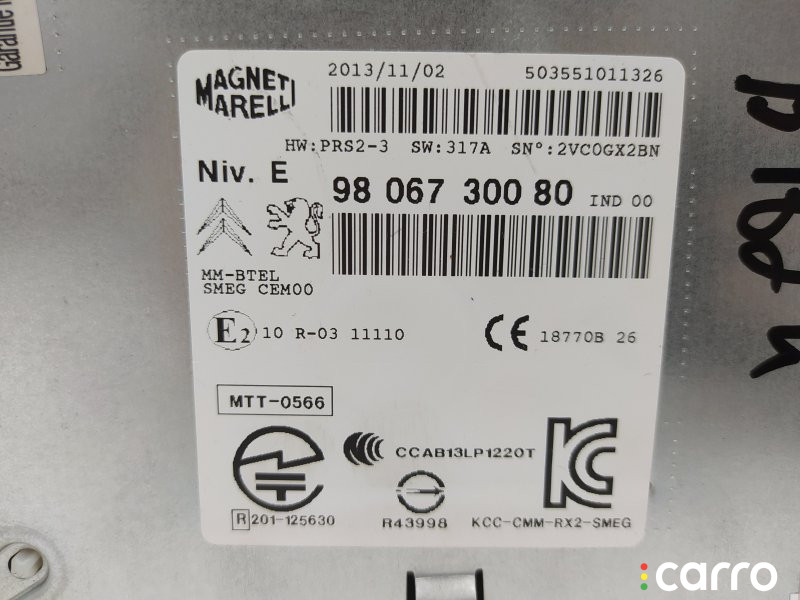 Garantie
MAGNETI MARELLI
2013/11/02 503551011326
HW:PRS2-3 SW:317A SN°:2VC0GX2BN
Niv. E 98 067 300 80 IND 00
MM-BTEL
SMEG CEM00
E2 10 R-03 11110 CE 18770B 26
MTT-0566
CCAB13LP1220T
R 201-125630 R43998 KCC-CMM-RX2-SMEG
carro